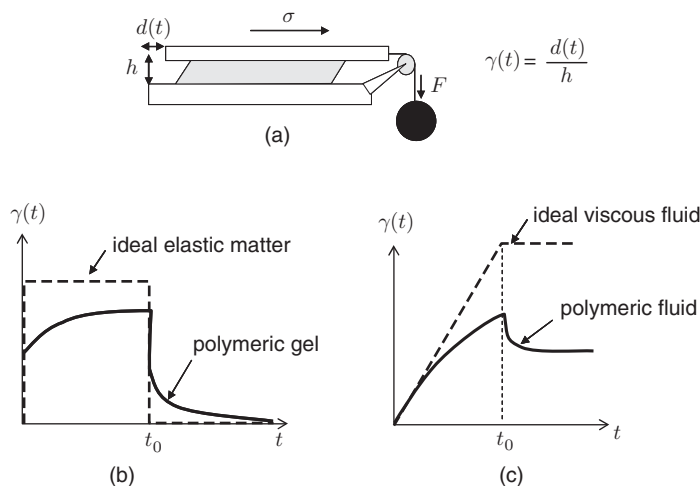 σ
d(t)
h
F
γ(t) = d(t) / h
(a)
γ(t)
ideal elastic matter
polymeric gel
t₀
t
(b)
γ(t)
ideal viscous fluid
polymeric fluid
t₀
t
(c)